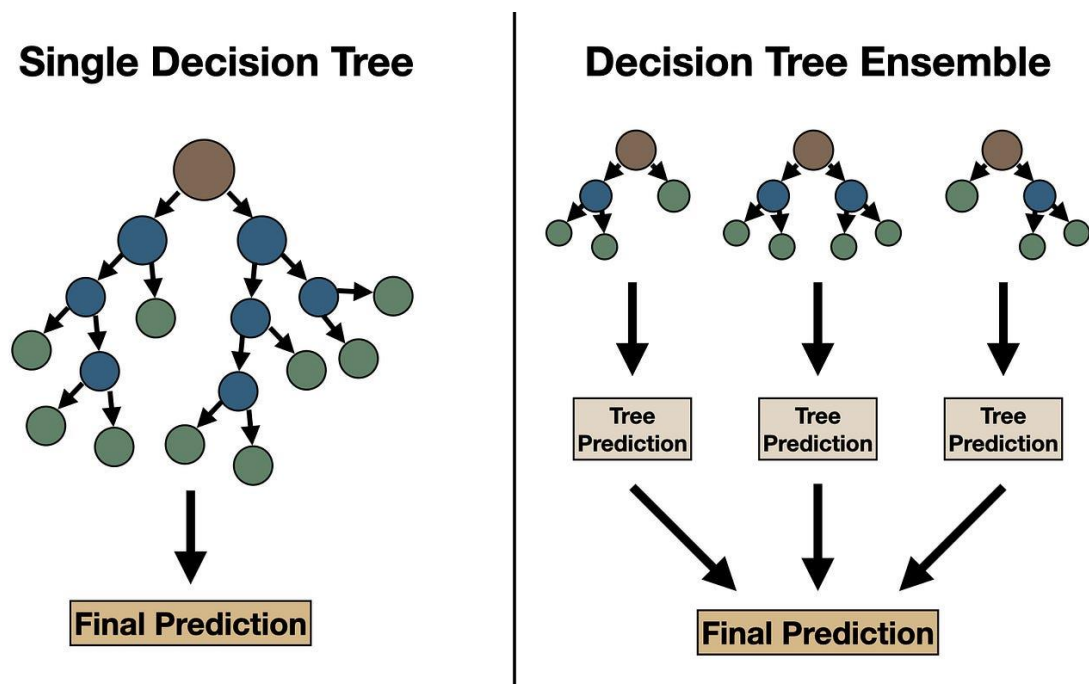 Single Decision Tree
Final Prediction
Decision Tree Ensemble
Tree
Prediction
Tree
Prediction
Tree
Prediction
Final Prediction